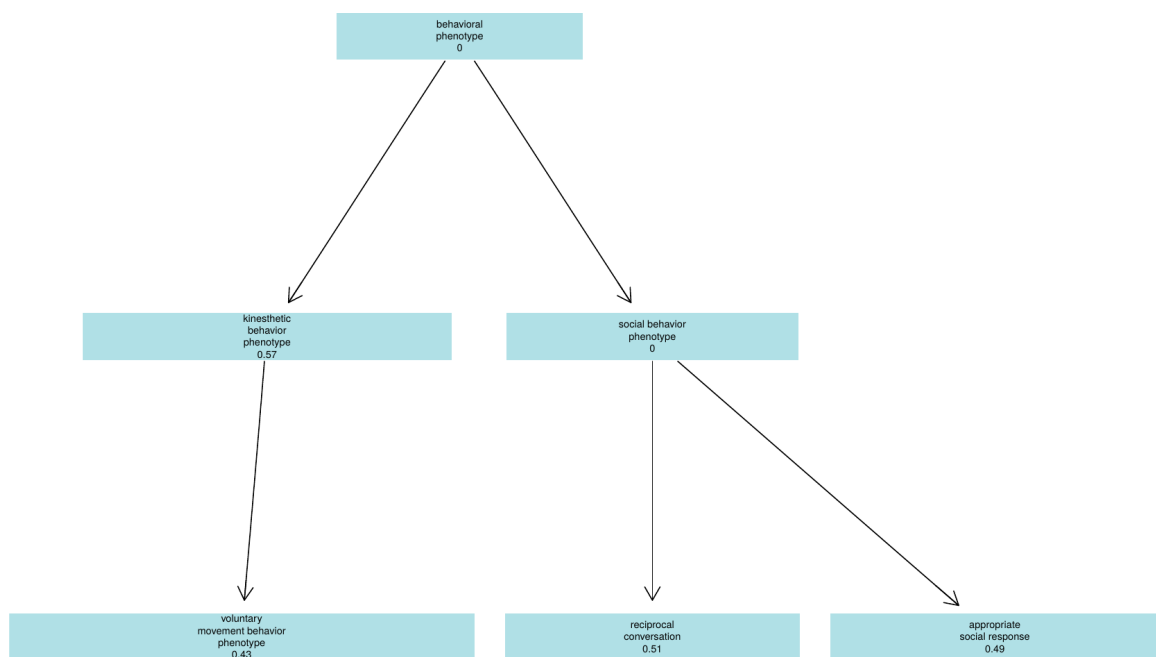 behavioral
phenotype
0
kinesthetic
behavior
phenotype
0.57
social behavior
phenotype
0
voluntary
movement behavior
phenotype
0.43
reciprocal
conversation
0.51
appropriate
social response
0.49